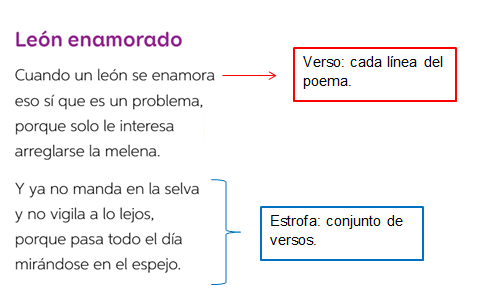 León enamorado
Cuando un león se enamora
eso sí que es un problema,
porque solo le interesa
arreglarse la melena.
Verso: cada línea del
poema.
Y ya no manda en la selva
y no vigila a lo lejos,
porque pasa todo el día
mirándose en el espejo.
Estrofa: conjunto de
versos.